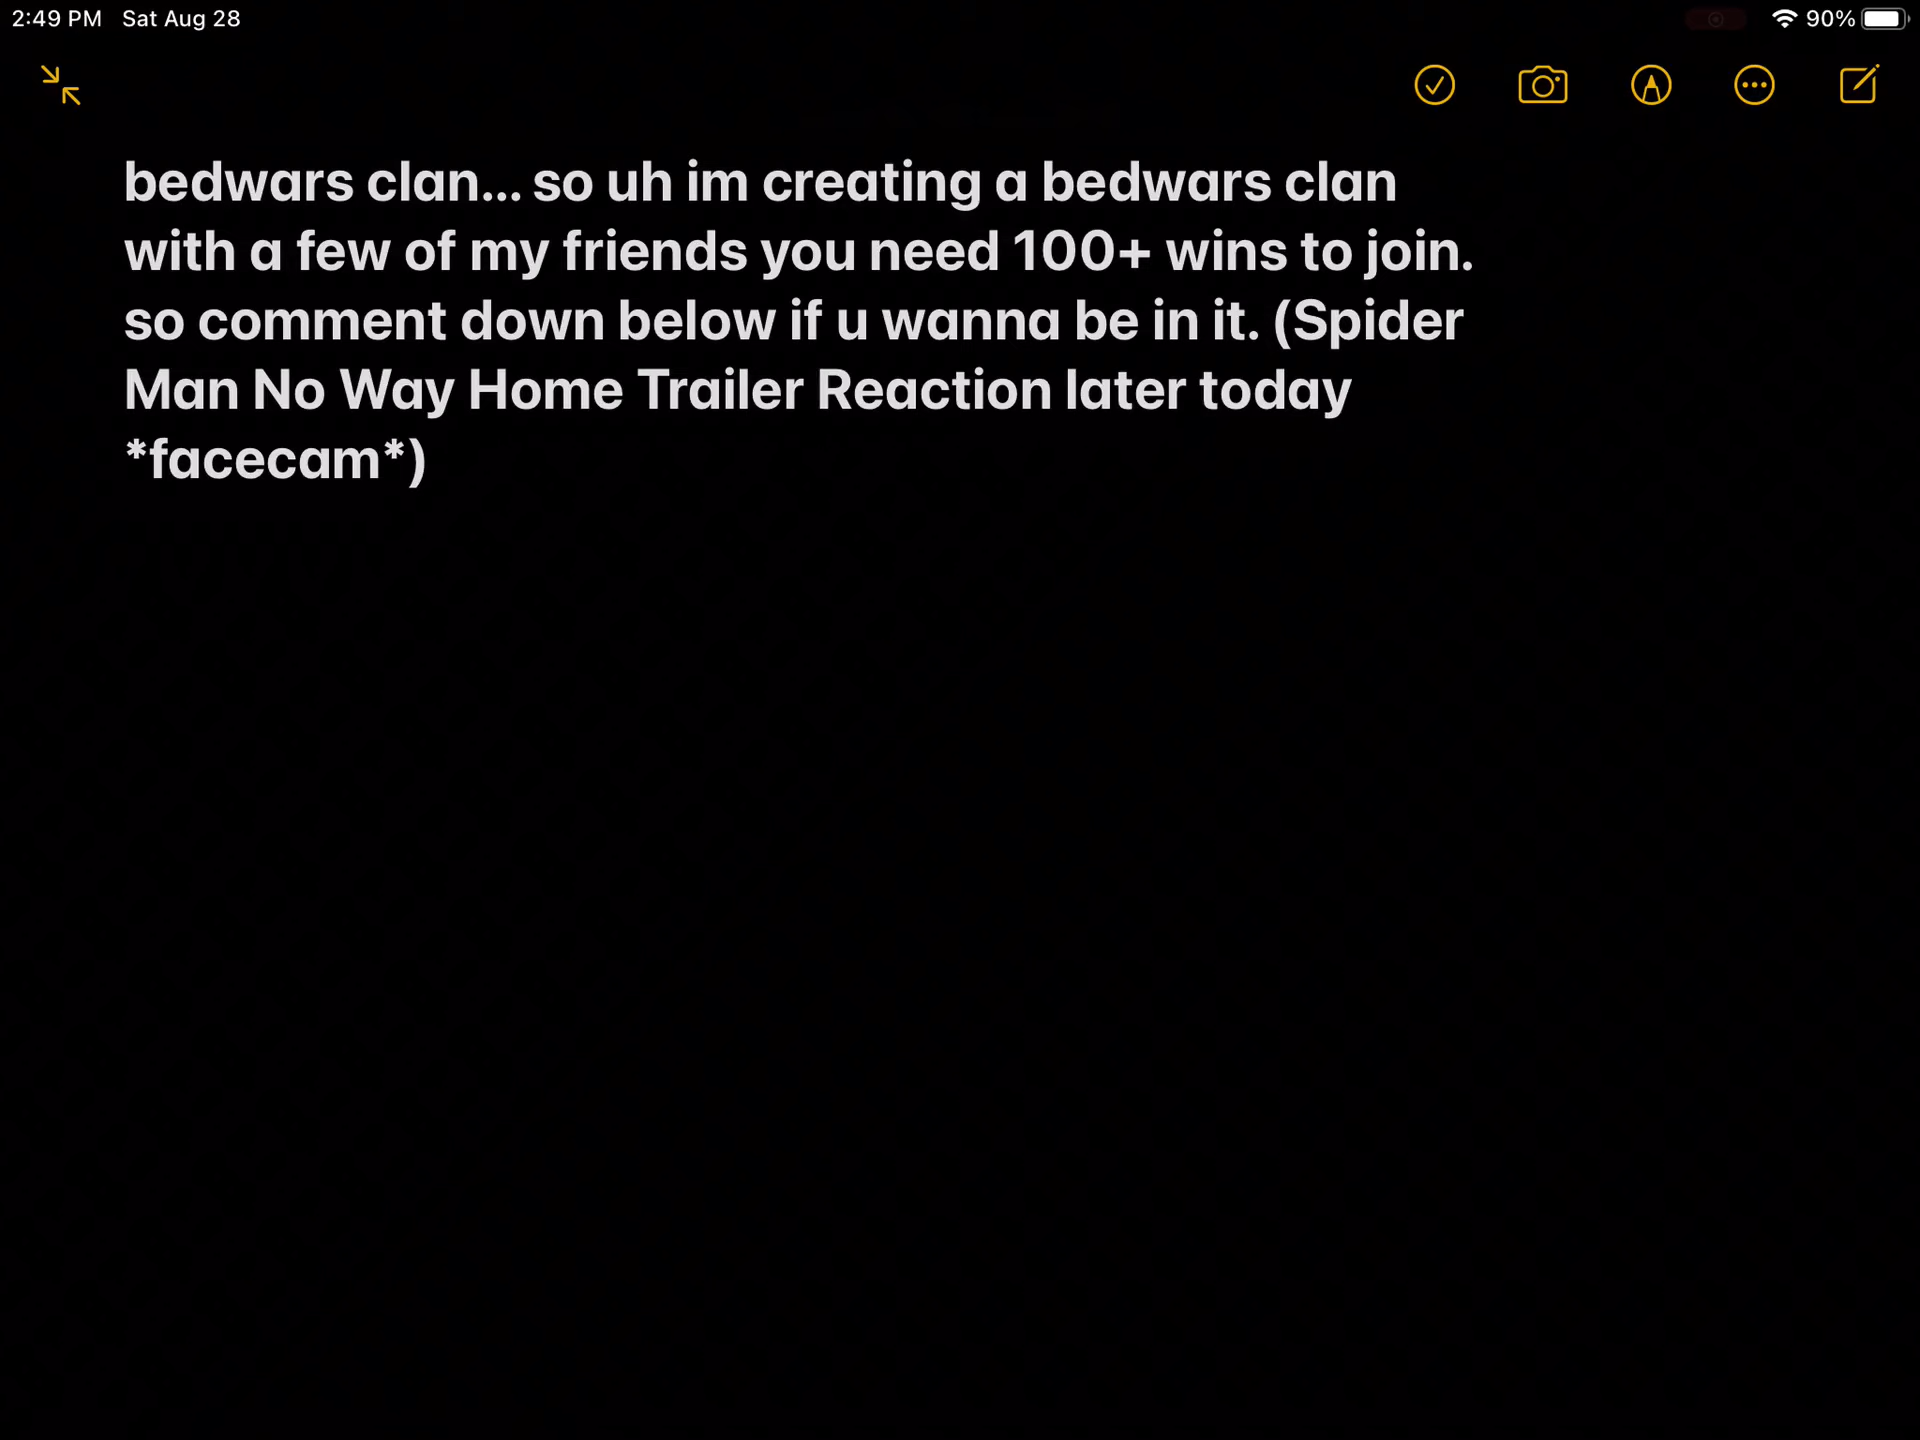 2:49 PM Sat Aug 28 90%
bedwars clan... so uh im creating a bedwars clan
with a few of my friends you need 100+ wins to join.
so comment down below if u wanna be in it. (Spider
Man No Way Home Trailer Reaction later today
*facecam*)